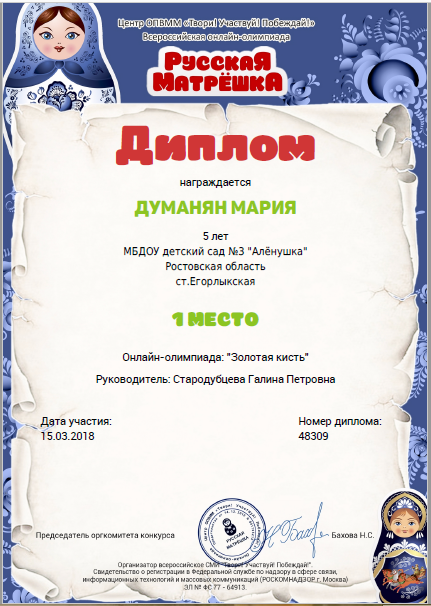 Центр ОПВММ «Твори! Участвуй! Побеждай!»
Всероссийская онлайн-олимпиада
РУССКАЯ
МАТРЁШКА
Диплом
награждается
ДУМАНЯН МАРИЯ
5 лет
МБДОУ детский сад №3 "Алёнушка"
Ростовская область
ст.Егорлыкская
1 МЕСТО
Онлайн-олимпиада: "Золотая кисть"
Руководитель: Стародубцева Галина Петровна
Дата участия:
15.03.2018
Номер диплома:
48309
РУССКАЯ
МАТРЕШКА
Председатель оргкомитета конкурса
Бахова Н.С.
Организатор всероссийское СМИ "Твори! Участвуй! Побеждай!".
Свидетельство о регистрации в Федеральной службе по надзору в сфере связи,
информационных технологий и массовых коммуникаций (РОСКОМНАДЗОР г. Москва)
ЭЛ № ФС 77 - 64913.